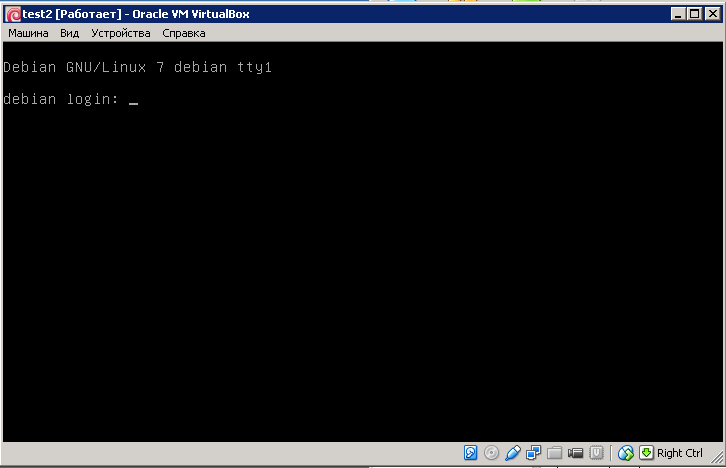 test2 [Работает] - Oracle VM VirtualBox
Машина Вид Устройства Справка
Debian GNU/Linux 7 debian tty1
debian login: _
Right Ctrl